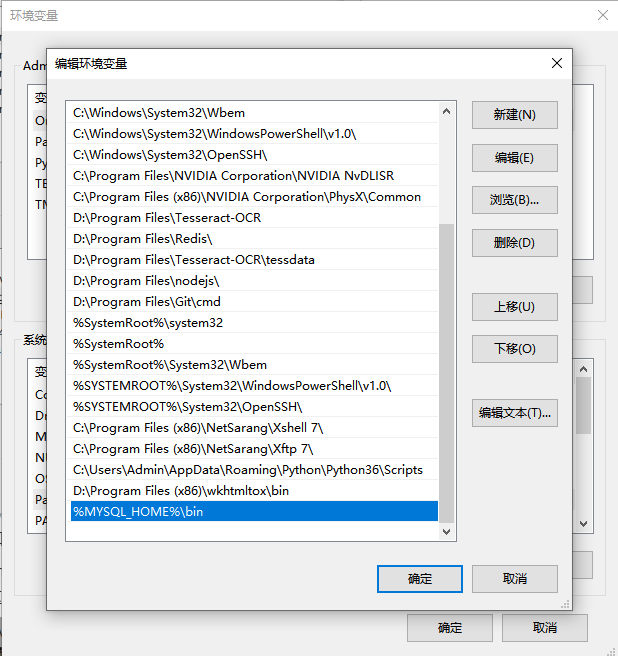 环境变量
编辑环境变量
Adm
变
On
Pa
Py
TE
TM
C:\Windows\System32\Wbem
C:\Windows\System32\WindowsPowerShell\v1.0\
C:\Windows\System32\OpenSSH\
C:\Program Files\NVIDIA Corporation\NVIDIA NvDLISR
C:\Program Files (x86)\NVIDIA Corporation\PhysX\Common
D:\Program Files\Tesseract-OCR
D:\Program Files\Redis\
D:\Program Files\Tesseract-OCR\tessdata
D:\Program Files\nodejs\
D:\Program Files\Git\cmd
%SystemRoot%\system32
%SystemRoot%
%SystemRoot%\System32\Wbem
%SYSTEMROOT%\System32\WindowsPowerShell\v1.0\
%SYSTEMROOT%\System32\OpenSSH\
C:\Program Files (x86)\NetSarang\Xshell 7\
C:\Program Files (x86)\NetSarang\Xftp 7\
C:\Users\Admin\AppData\Roaming\Python\Python36\Scripts
D:\Program Files (x86)\wkhtmltox\bin
%MYSQL_HOME%\bin
新建(N)
编辑(E)
浏览(B)...
删除(D)
上移(U)
下移(O)
编辑文本(T)...
系统
变
Co
Dr
M
NU
OS
Pa
PA
确定
取消
确定
取消